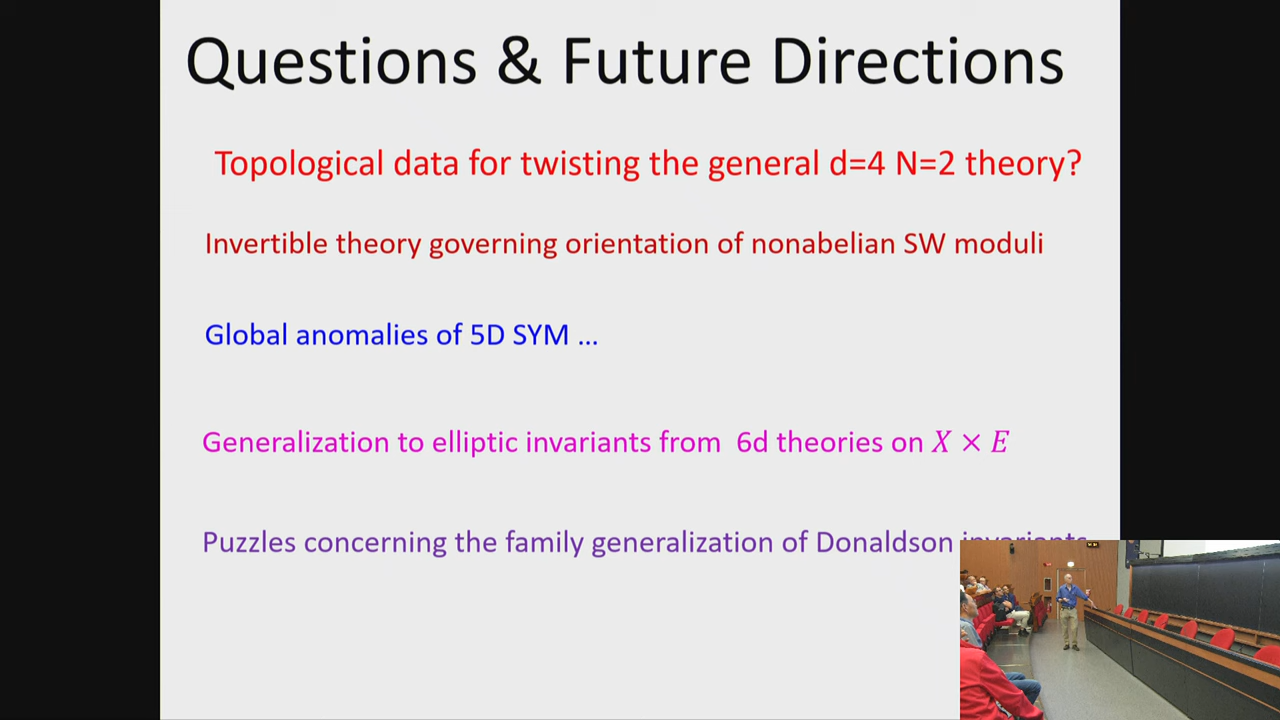 Questions & Future Directions
Topological data for twisting the general d=4 N=2 theory?
Invertible theory governing orientation of nonabelian SW moduli
Global anomalies of 5D SYM ...
Generalization to elliptic invariants from 6d theories on X × E
Puzzles concerning the family generalization of Donaldson